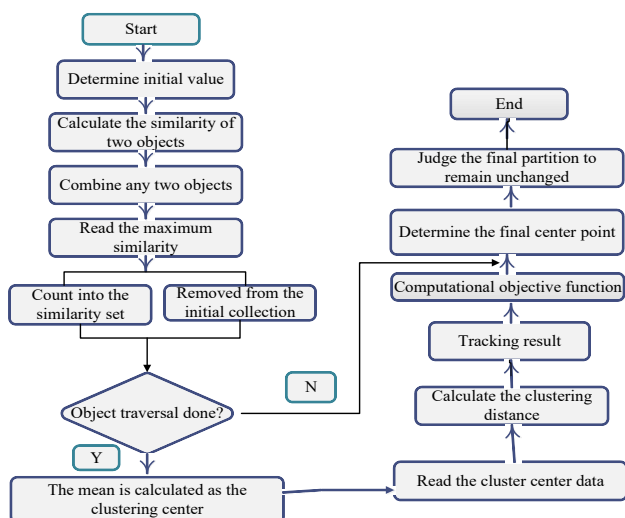 Start
Determine initial value
Calculate the similarity of
two objects
Combine any two objects
Read the maximum
similarity
Count into the
similarity set
Removed from the
initial collection
Object traversal done?
N
Y
The mean is calculated as the
clustering center
Read the cluster center data
Calculate the clustering
distance
Tracking result
Computational objective function
Determine the final center point
Judge the final partition to
remain unchanged
End